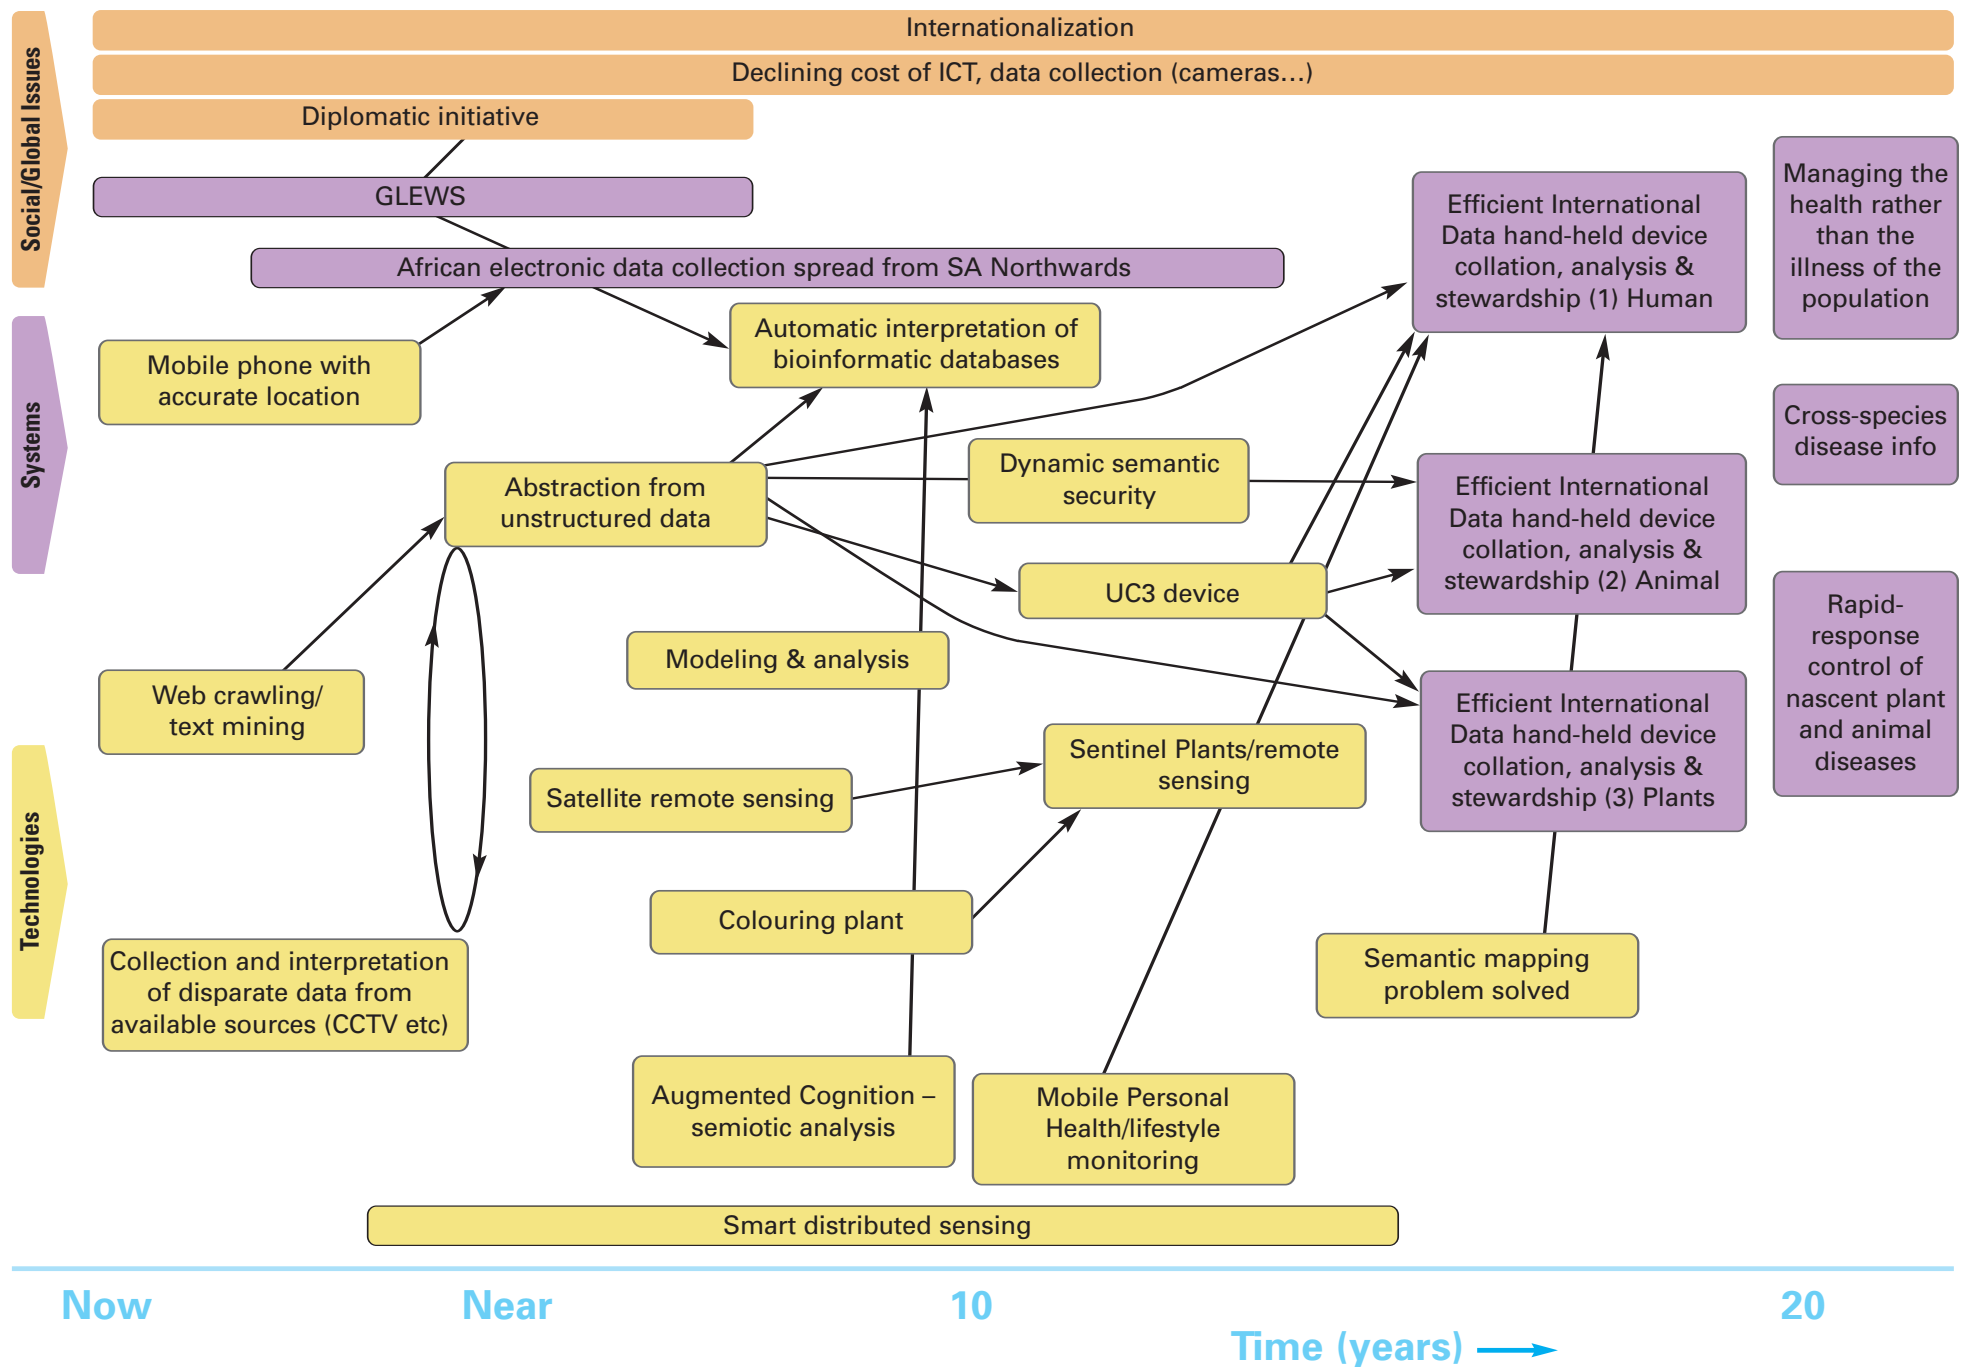 Social/Global Issues
Internationalization
Declining cost of ICT, data collection (cameras…)
Diplomatic initiative
GLEWS
African electronic data collection spread from SA Northwards
Systems
Mobile phone with
accurate location
Automatic interpretation of
bioinformatic databases
Efficient International
Data hand-held device
collation, analysis &
stewardship (1) Human
Managing the
health rather
than the
illness of the
population
Abstraction from
unstructured data
Dynamic semantic
security
Efficient International
Data hand-held device
collation, analysis &
stewardship (2) Animal
Cross-species
disease info
UC3 device
Modeling & analysis
Web crawling/
text mining
Efficient International
Data hand-held device
collation, analysis &
stewardship (3) Plants
Rapid-
response
control of
nascent plant
and animal
diseases
Technologies
Satellite remote sensing
Sentinel Plants/remote
sensing
Colouring plant
Collection and interpretation
of disparate data from
available sources (CCTV etc)
Semantic mapping
problem solved
Augmented Cognition –
semiotic analysis
Mobile Personal
Health/lifestyle
monitoring
Smart distributed sensing
Now
Near
10
20
Time (years)